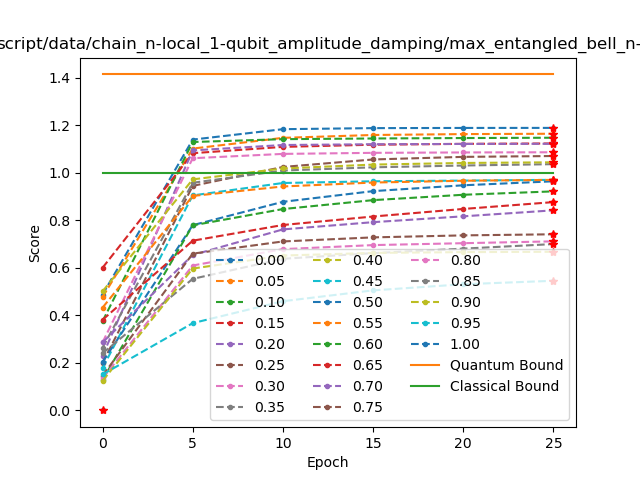 script/data/chain_n-local_1-qubit_amplitude_damping/max_entangled_bell_n-
1.4
1.2
1.0
0.8
0.6
0.4
0.2
0.0
Score
0 5 10 15 20 25
Epoch
0.00 0.40 0.80
0.05 0.45 0.85
0.10 0.50 0.90
0.15 0.55 0.95
0.20 0.60 1.00
0.25 0.65 Quantum Bound
0.30 0.70 Classical Bound
0.35 0.75